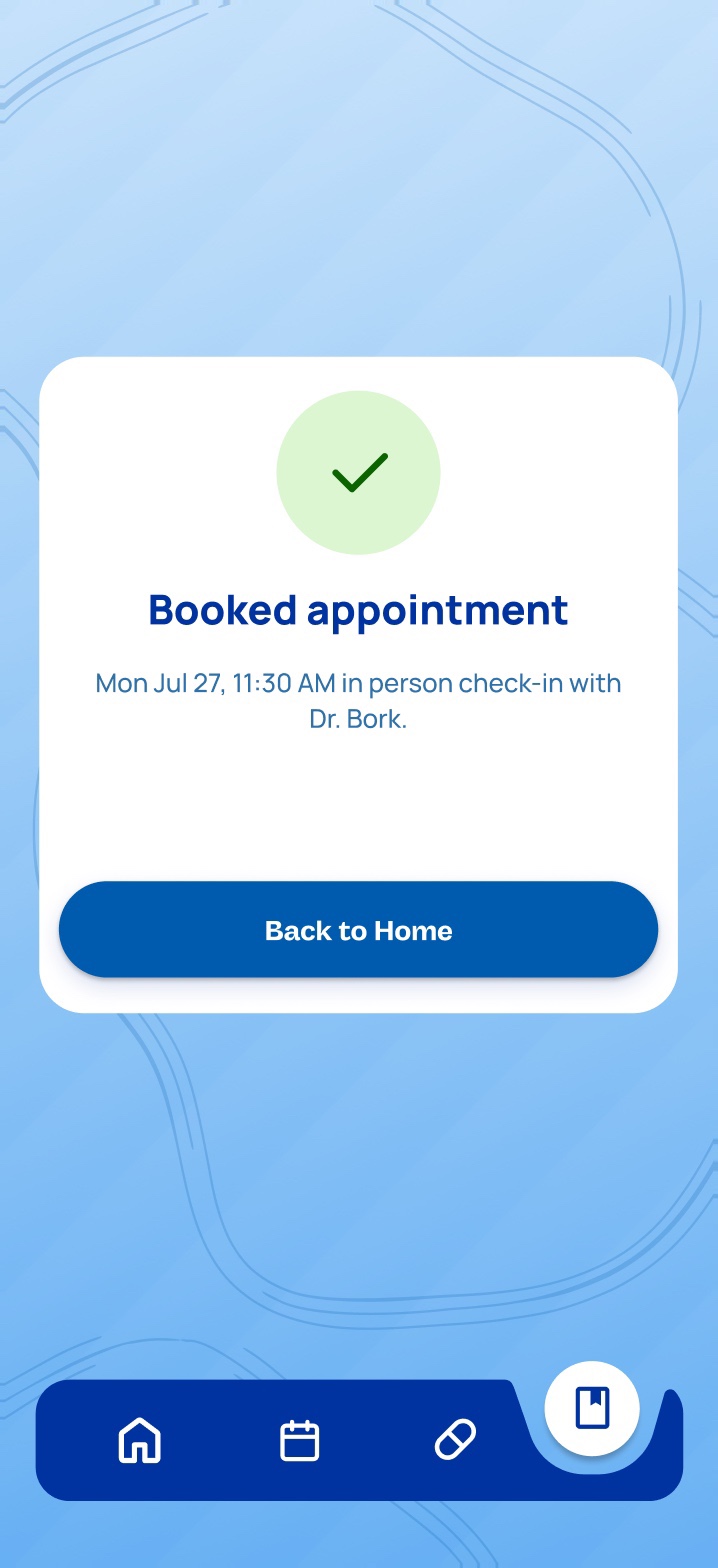 Booked appointment
Mon Jul 27, 11:30 AM in person check-in with
Dr. Bork.
Back to Home